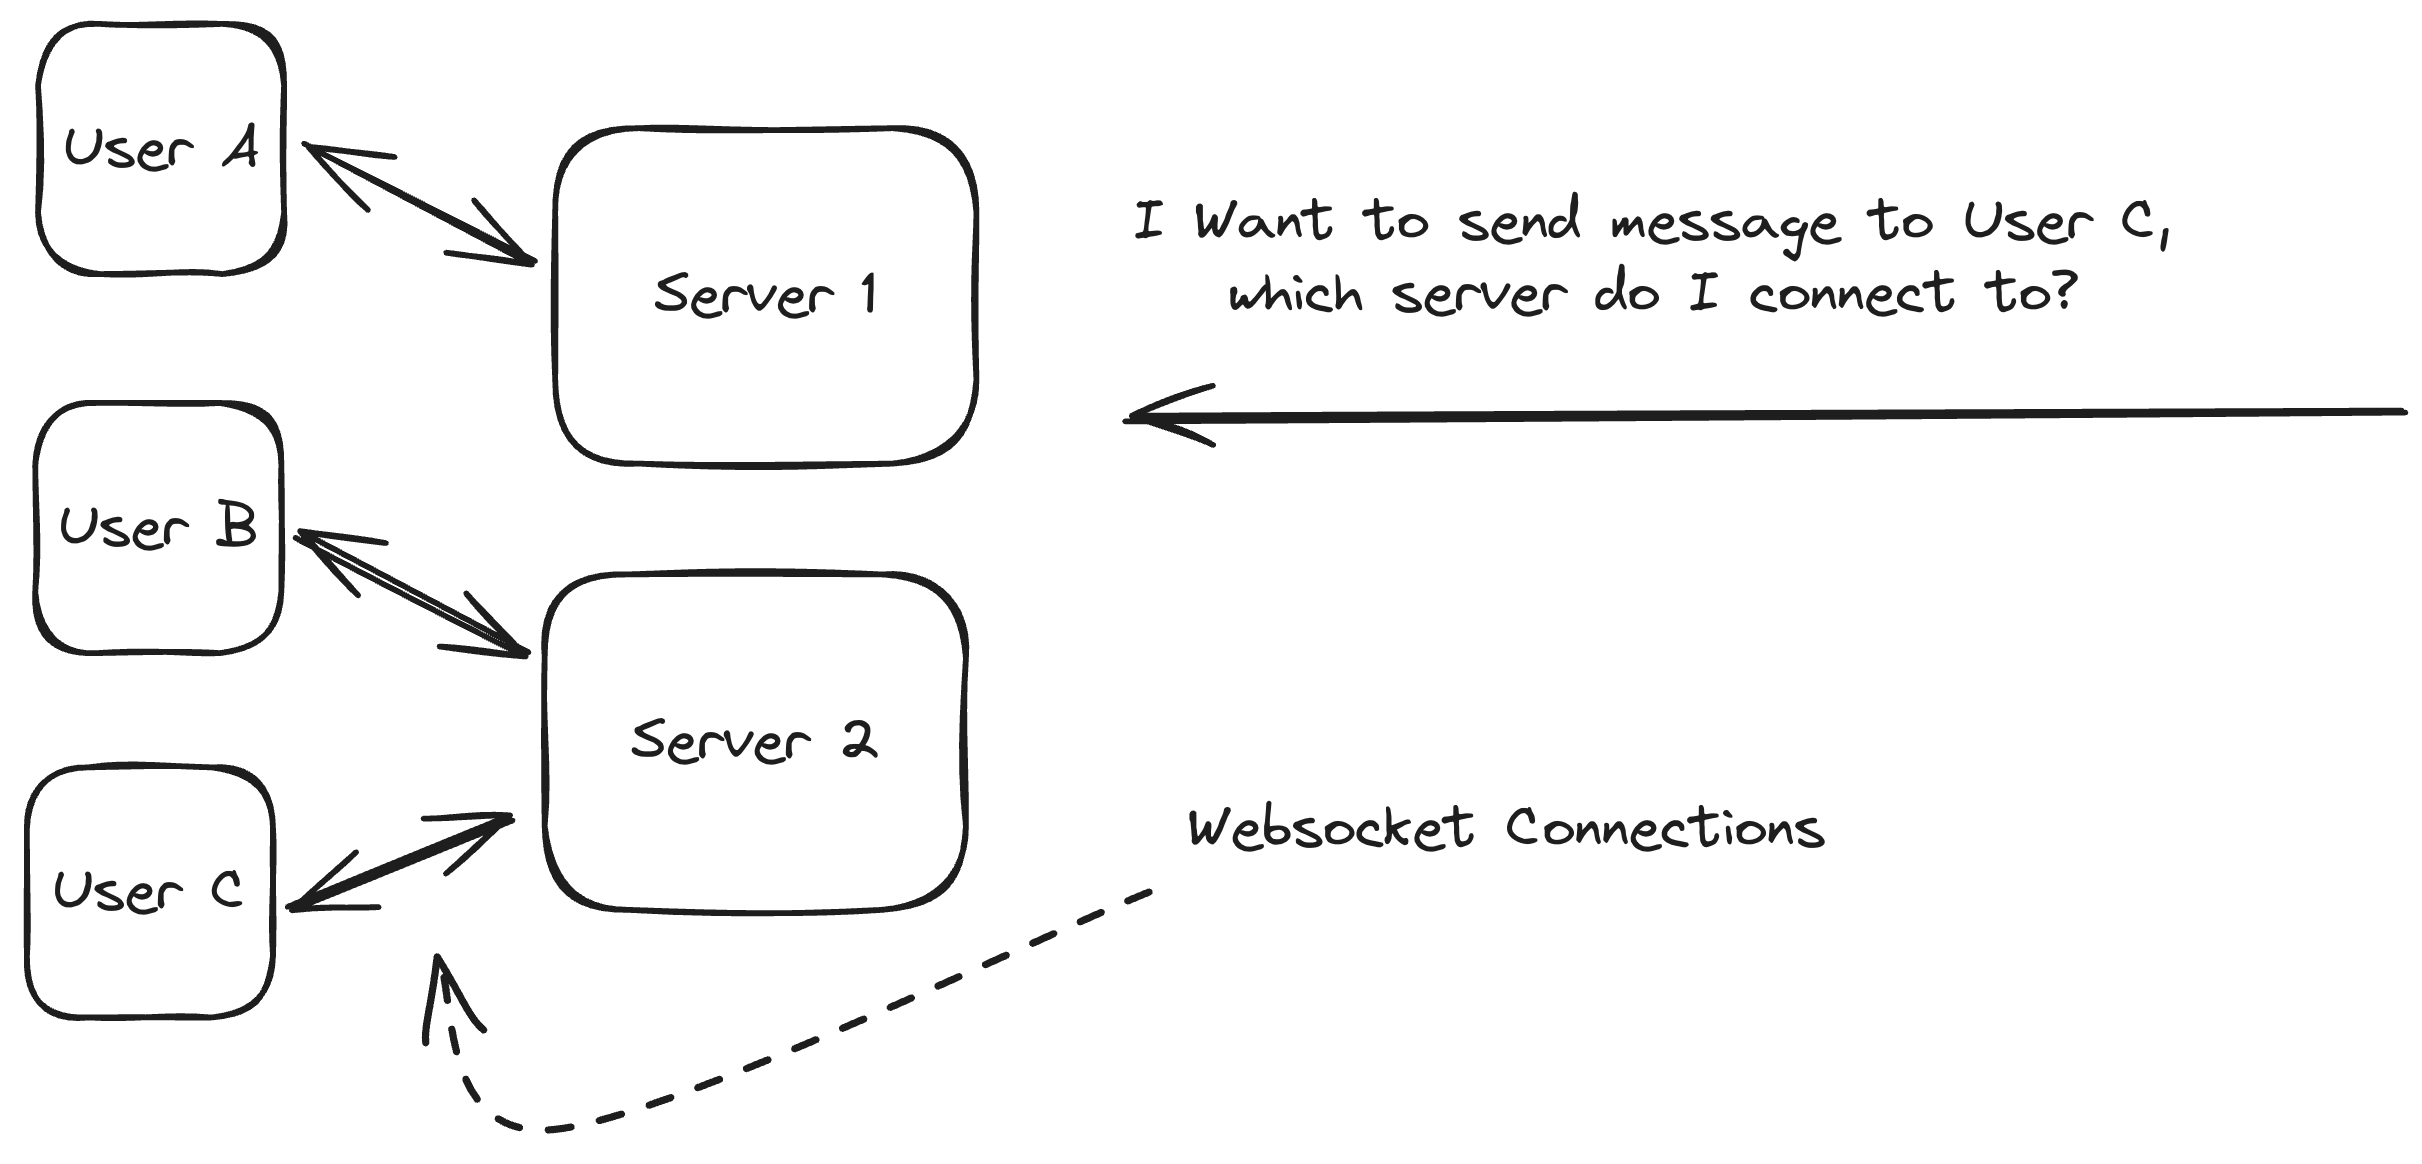 User A
Server 1
I Want to send message to User C,
which server do I connect to?
User B
Server 2
Websocket Connections
User C